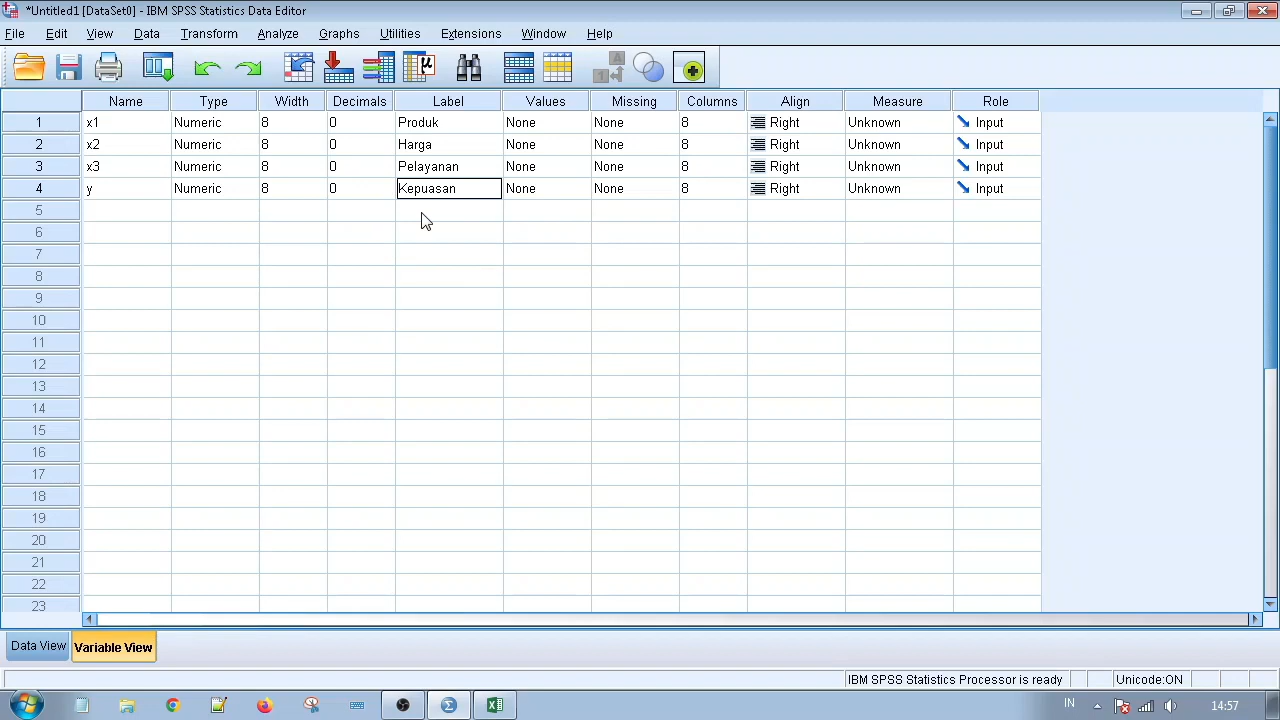 *Untitled1 [DataSet0] - IBM SPSS Statistics Data Editor
File Edit View Data Transform Analyze Graphs Utilities Extensions Window Help
Name Type Width Decimals Label Values Missing Columns Align Measure Role
1 x1 Numeric 8 0 Produk None None 8 Right Unknown Input
2 x2 Numeric 8 0 Harga None None 8 Right Unknown Input
3 x3 Numeric 8 0 Pelayanan None None 8 Right Unknown Input
4 y Numeric 8 0 Kepuasan None None 8 Right Unknown Input
5
6
7
8
9
10
11
12
13
14
15
16
17
18
19
20
21
22
23
Data View Variable View
IBM SPSS Statistics Processor is ready Unicode:ON
IN 14:57